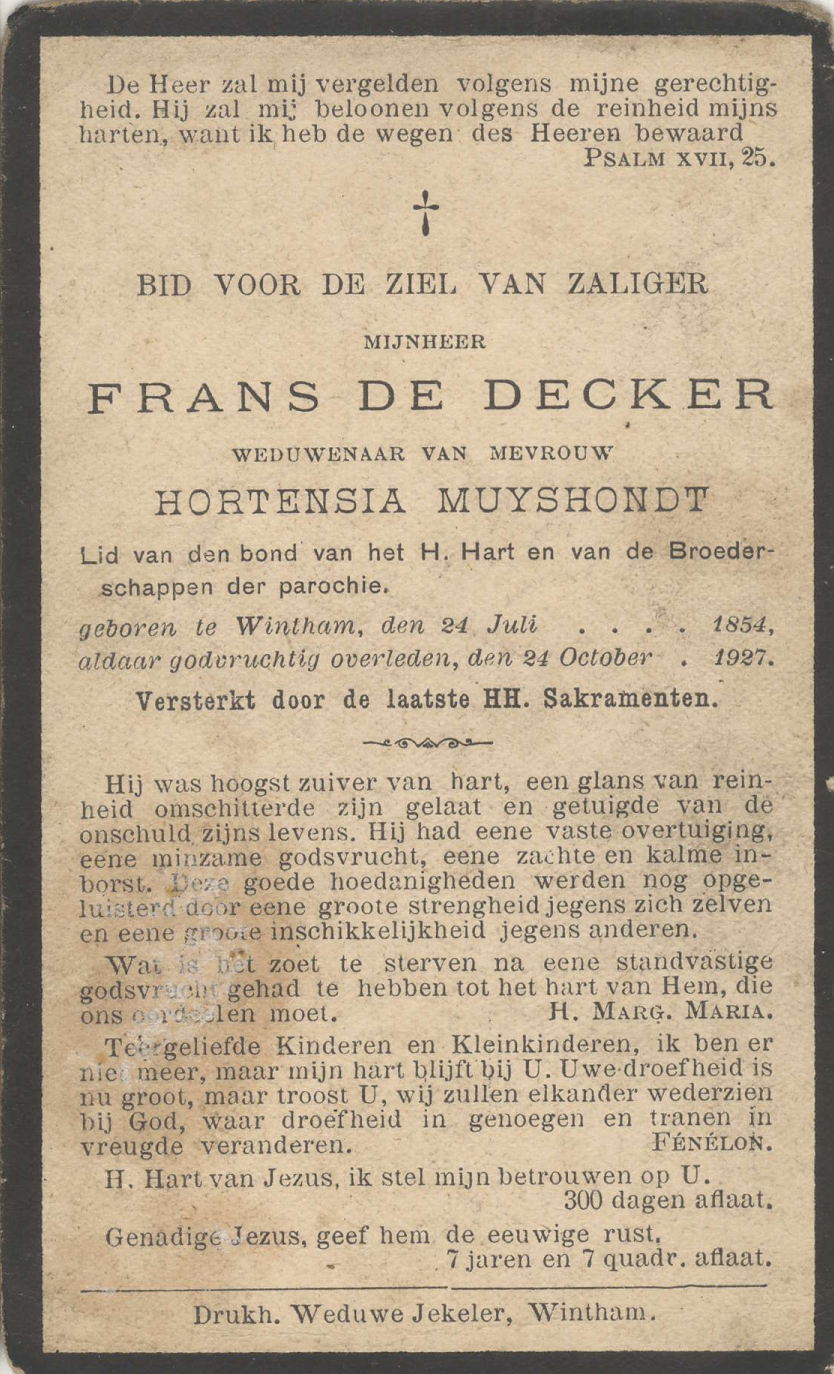 De Heer zal mij vergelden volgens mijne gerechtig-
heid. Hij zal mij beloonen volgens de reinheid mijns
harten, want ik heb de wegen des Heeren bewaard
PSALM XVII, 25.
BID VOOR DE ZIEL VAN ZALIGER
MIJNHEER
FRANS DE DECKER
WEDUWENAAR VAN MEVROUW
HORTENSIA MUYSHONDT
Lid van den bond van het H. Hart en van de Broeder-
schappen der parochie.
geboren te Wintham, den 24 Juli . . . . 1854,
aldaar godvruchtig overleden, den 24 October . 1927.
Versterkt door de laatste HH. Sakramenten.
Hij was hoogst zuiver van hart, een glans van rein-
heid omschitterde zijn gelaat en getuigde van de
onschuld zijns levens. Hij had eene vaste overtuiging,
eene minzame godsvrucht, eene zachte en kalme in-
borst. Deze goede hoedanigheden werden nog opge-
luisterd door eene groote strengheid jegens zich zelven
en eene groote inschikkelijkheid jegens anderen.
Wat is het zoet te sterven na eene standvastige
godsvrucht gehad te hebben tot het hart van Hem, die
ons oordeelen moet. H. MARG. MARIA.
Teergeliefde Kinderen en Kleinkinderen, ik ben er
niet meer, maar mijn hart blijft bij U. Uwe droefheid is
nu groot, maar troost U, wij zullen elkander wederzien
bij God, waar droefheid in genoegen en tranen in
vreugde veranderen. FÉNÉLON.
H. Hart van Jezus, ik stel mijn betrouwen op U.
300 dagen aflaat.
Genadige Jezus, geef hem de eeuwige rust.
7 jaren en 7 quadr. aflaat.
Drukh. Weduwe Jekeler, Wintham.